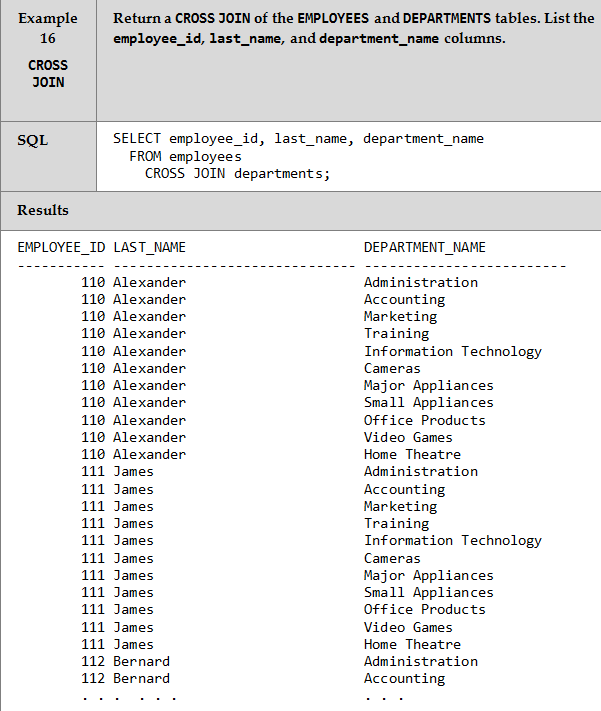 Example
16
CROSS
JOIN
Return a CROSS JOIN of the EMPLOYEES and DEPARTMENTS tables. List the
employee_id, last_name, and department_name columns.
SQL
SELECT employee_id, last_name, department_name
FROM employees
CROSS JOIN departments;
Results
EMPLOYEE_ID LAST_NAME DEPARTMENT_NAME
----------- ------------------------------ -------------------------
110 Alexander Administration
110 Alexander Accounting
110 Alexander Marketing
110 Alexander Training
110 Alexander Information Technology
110 Alexander Cameras
110 Alexander Major Appliances
110 Alexander Small Appliances
110 Alexander Office Products
110 Alexander Video Games
110 Alexander Home Theatre
111 James Administration
111 James Accounting
111 James Marketing
111 James Training
111 James Information Technology
111 James Cameras
111 James Major Appliances
111 James Small Appliances
111 James Office Products
111 James Video Games
111 James Home Theatre
112 Bernard Administration
112 Bernard Accounting
. . . . . . . . .